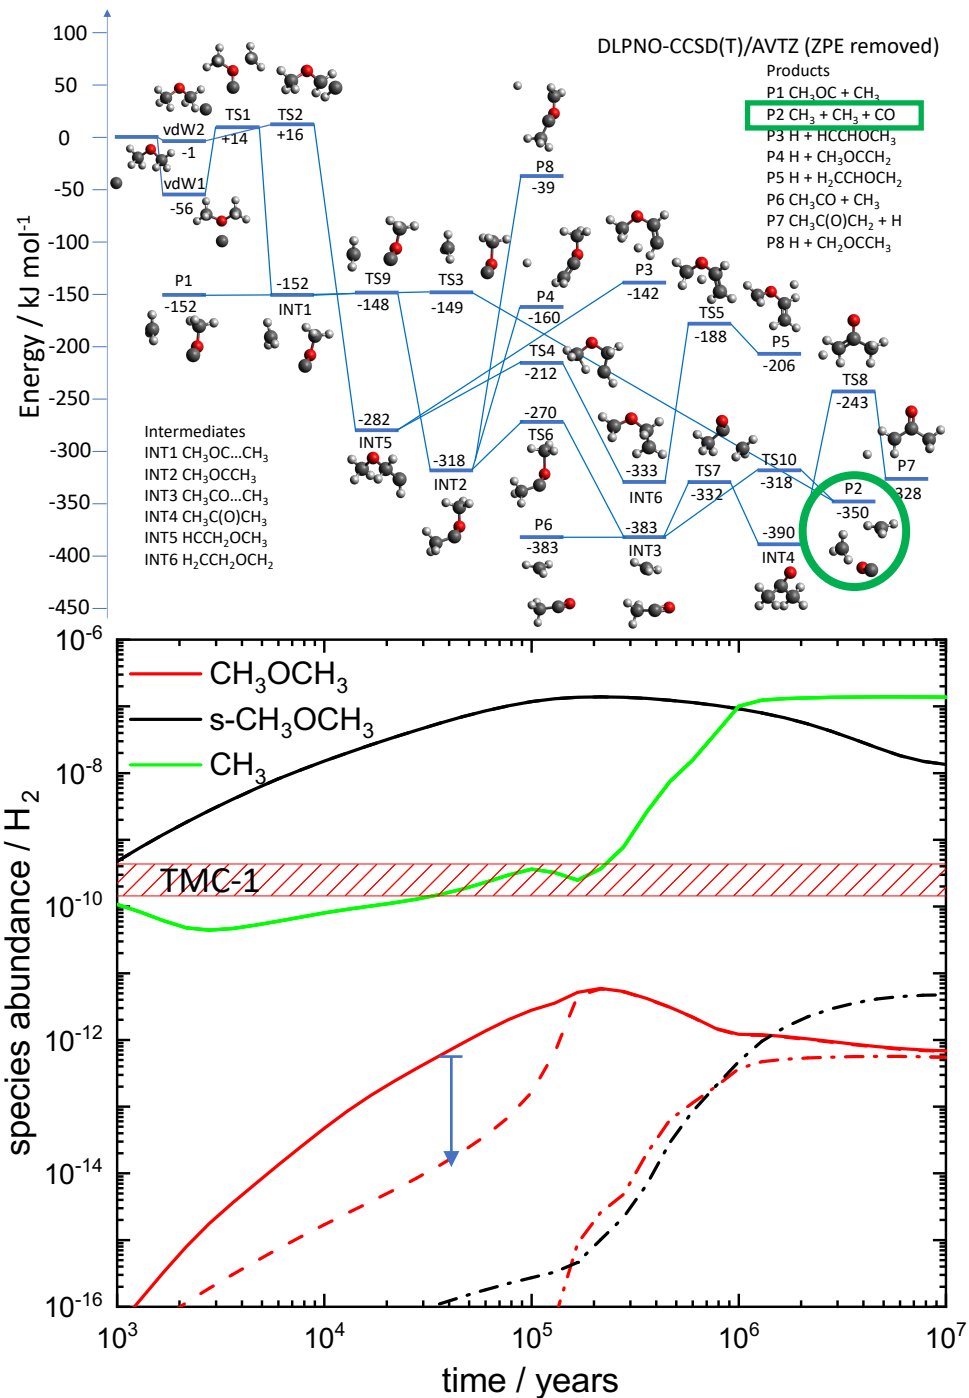 DLPNO-CCSD(T)/AVTZ (ZPE removed)
Products
P1 CH₃OC + CH₃
P2 CH₃ + CH₃ + CO
P3 H + HCCHOCH₃
P4 H + CH₃OCCH₂
P5 H + H₂CCHOCH₂
P6 CH₃CO + CH₃
P7 CH₃C(O)CH₂ + H
P8 H + CH₂OCCH₃
Energy / kJ mol⁻¹
100
50
0
-50
-100
-150
-200
-250
-300
-350
-400
-450
vdW2
-1
vdW1
-56
TS1
+14
TS2
+16
P1
-152
-152
INT1
TS9
-148
TS3
-149
P8
-39
P4
-160
TS4
-212
-270
TS6
P3
-142
TS5
-188
P5
-206
TS8
-243
-282
INT5
-318
INT2
-333
INT6
TS7
-332
TS10
-318
P7
-328
P2
-350
P6
-383
-383
INT3
-390
INT4
Intermediates
INT1 CH₃OC...CH₃
INT2 CH₃OCCH₃
INT3 CH₃CO...CH₃
INT4 CH₃C(O)CH₃
INT5 HCCH₂OCH₃
INT6 H₂CCH₂OCH₂
species abundance / H₂
10⁻⁶
10⁻⁸
10⁻¹⁰
10⁻¹²
10⁻¹⁴
10⁻¹⁶
CH₃OCH₃
s-CH₃OCH₃
CH₃
TMC-1
10³
10⁴
10⁵
10⁶
10⁷
time / years